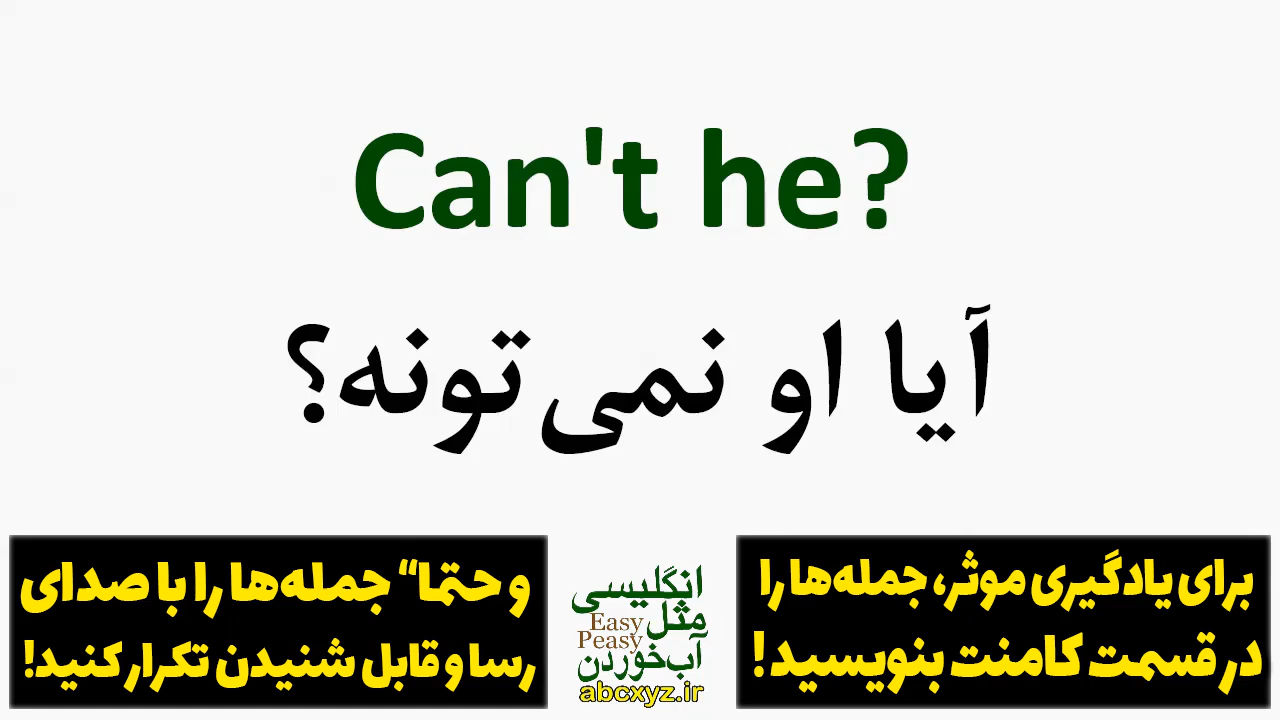 Can't he?
آیا او نمی‌تونه؟
برای یادگیری موثر، جمله‌ها را
در قسمت کامنت بنویسید!
انگلیسی
مثل
Easy
Peasy
آب‌خوردن
abcxyz.ir
و حتما“ جمله‌ها را با صدای
رسا و قابل شنیدن تکرار کنید!